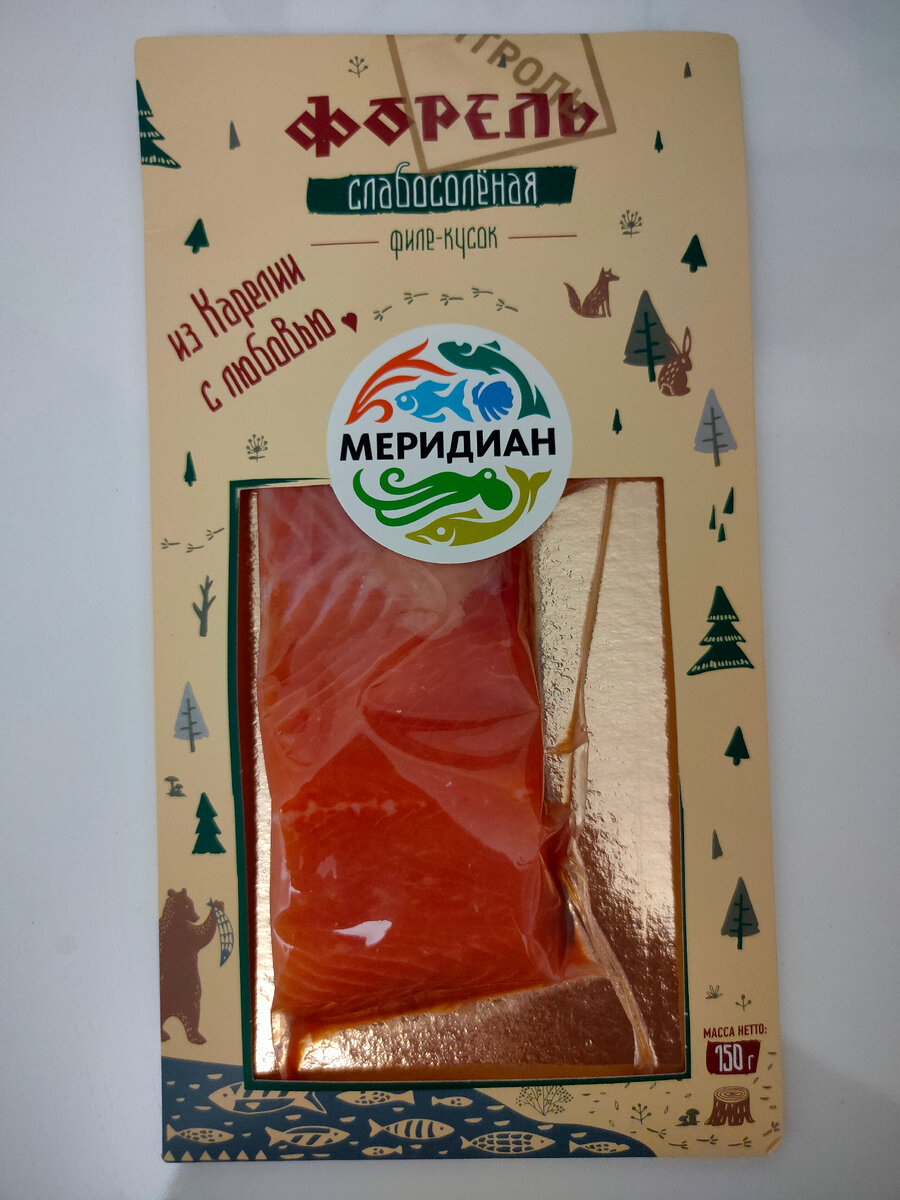 ФОРЕЛЬ
слабосолёная
филе-кусок
из Карелии
с любовью
МЕРИДИАН
МАССА НЕТТО:
150 г